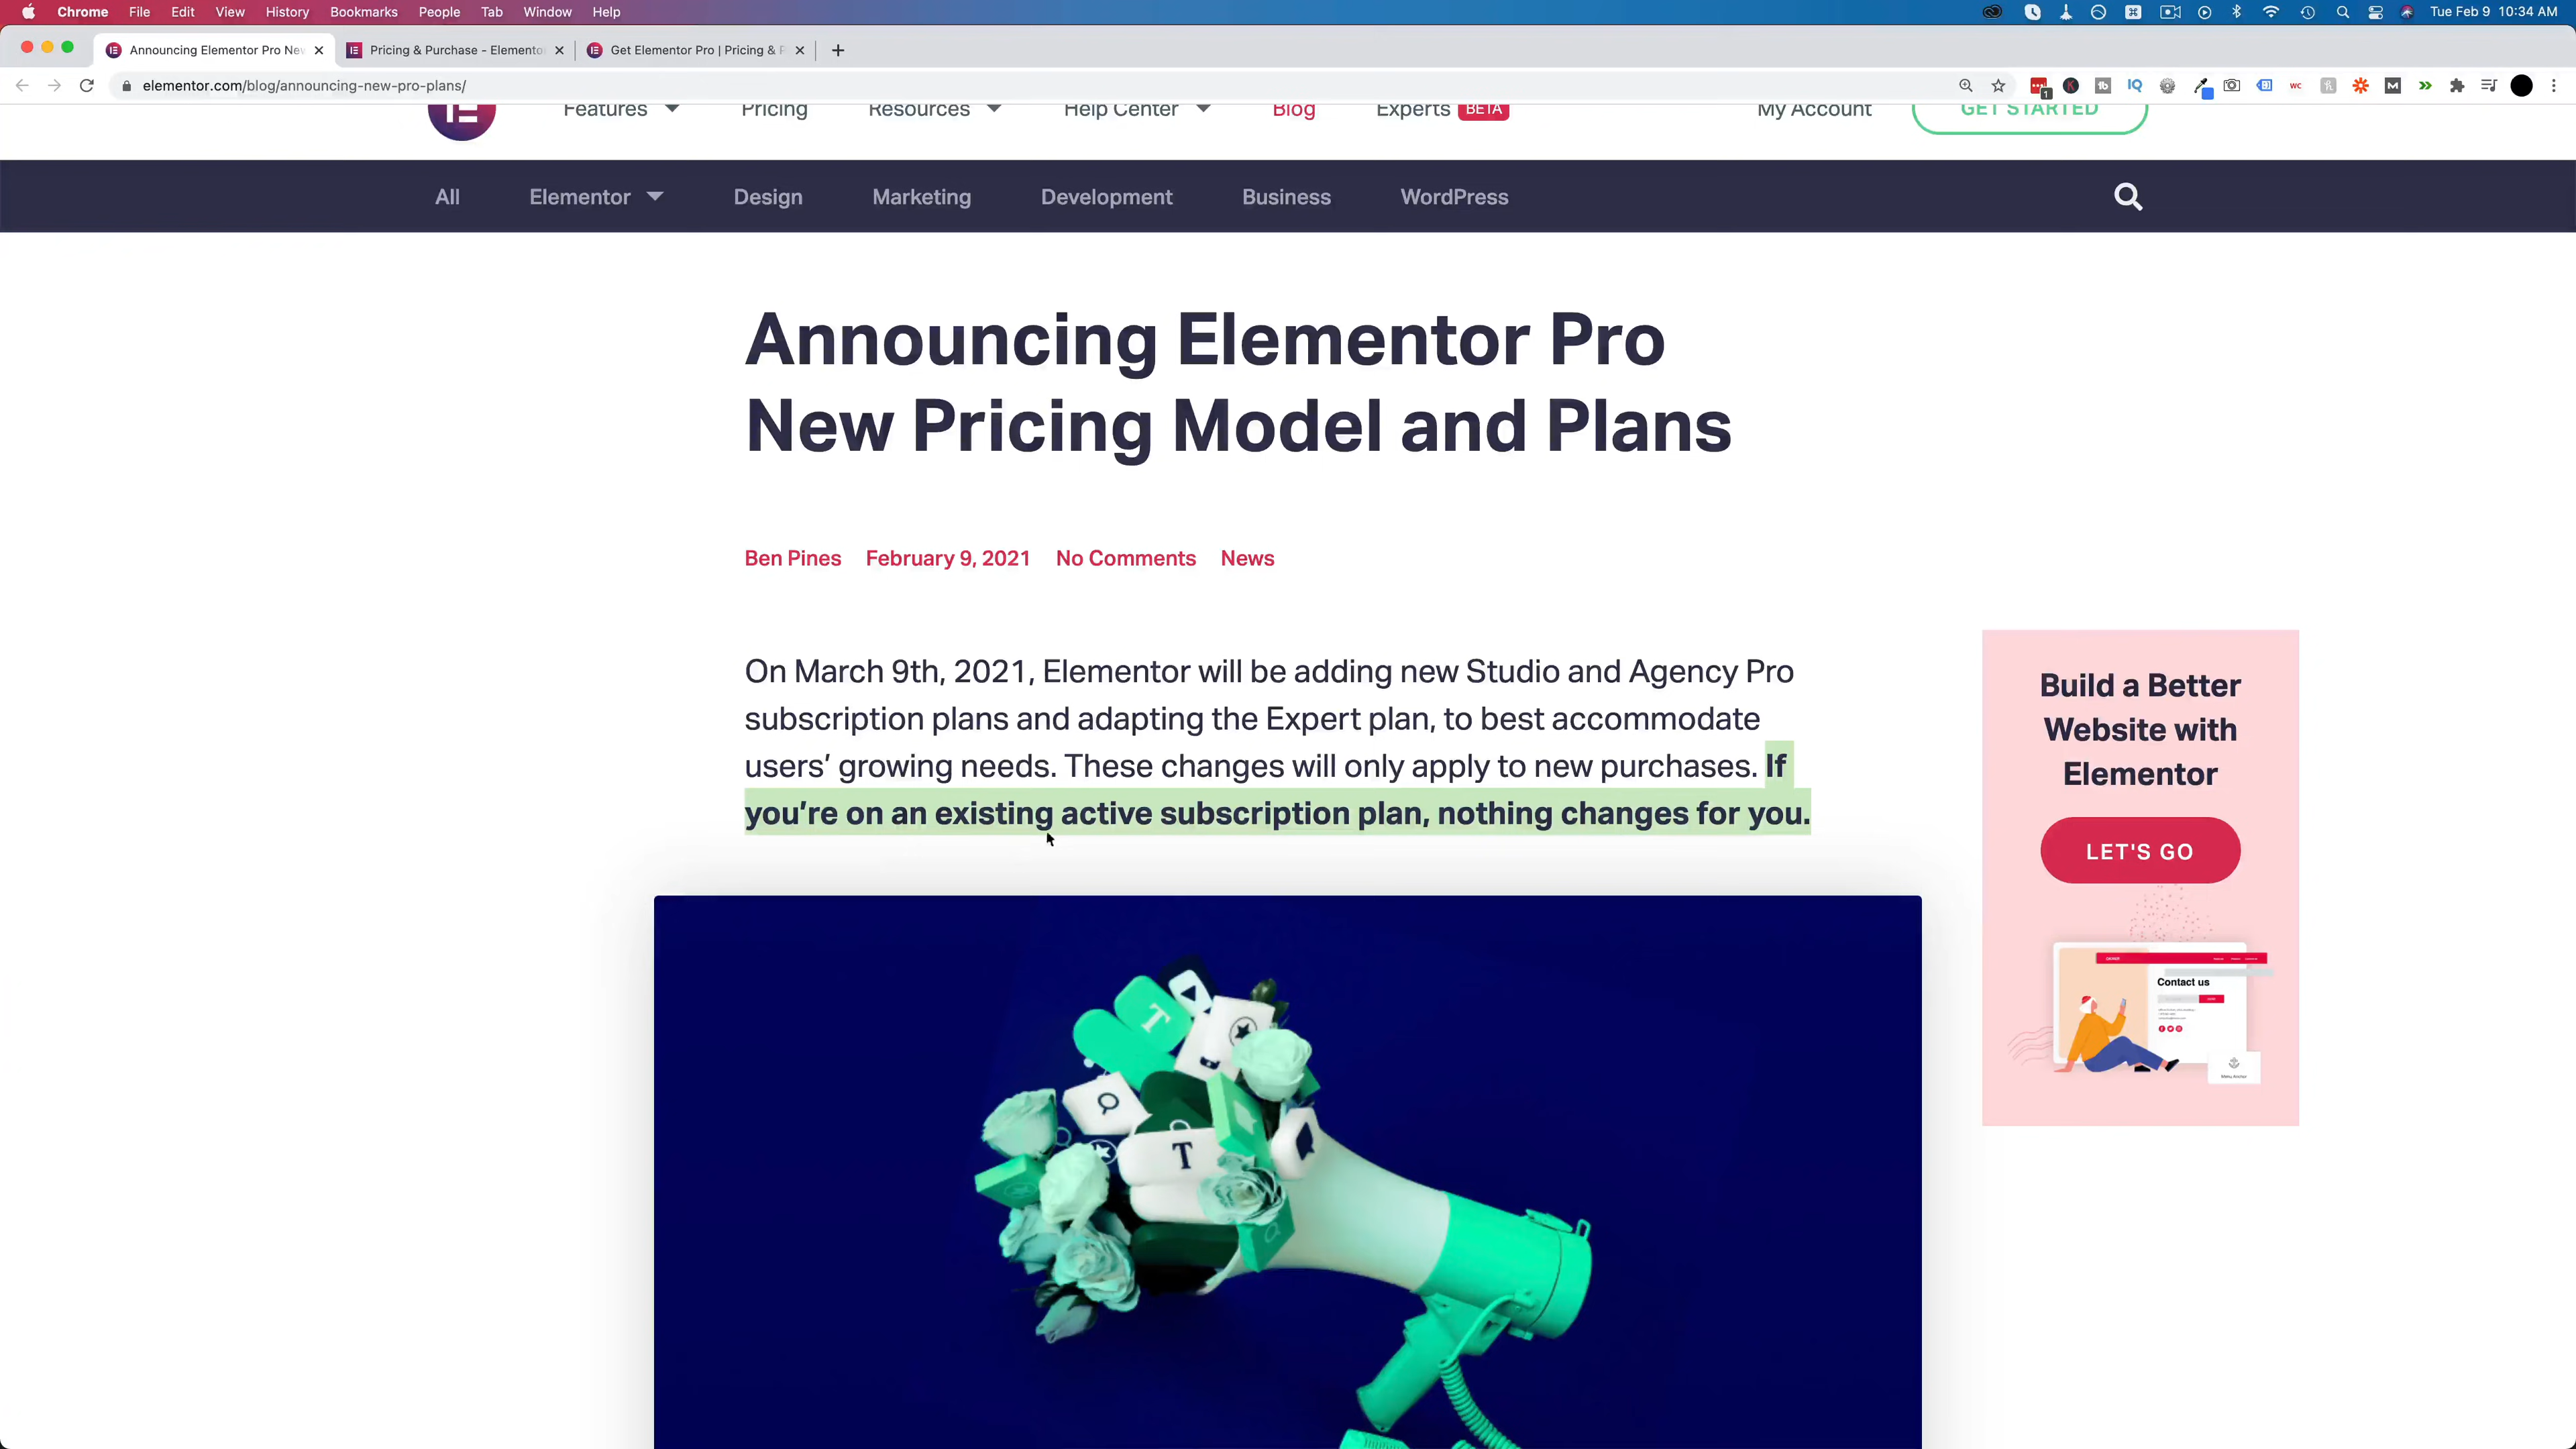 Chrome File Edit View History Bookmarks People Tab Window Help
Tue Feb 9 10:34 AM
Announcing Elementor Pro Nev
Pricing & Purchase - Elemento
Get Elementor Pro | Pricing & P
elementor.com/blog/announcing-new-pro-plans/
Features Pricing Resources Help Center Blog Experts BETA My Account GET STARTED
All Elementor Design Marketing Development Business WordPress
Announcing Elementor Pro
New Pricing Model and Plans
Ben Pines February 9, 2021 No Comments News
On March 9th, 2021, Elementor will be adding new Studio and Agency Pro
subscription plans and adapting the Expert plan, to best accommodate
users’ growing needs. These changes will only apply to new purchases. If
you’re on an existing active subscription plan, nothing changes for you.
Build a Better
Website with
Elementor
LET'S GO
Contact us
Menu Anchor
T
T